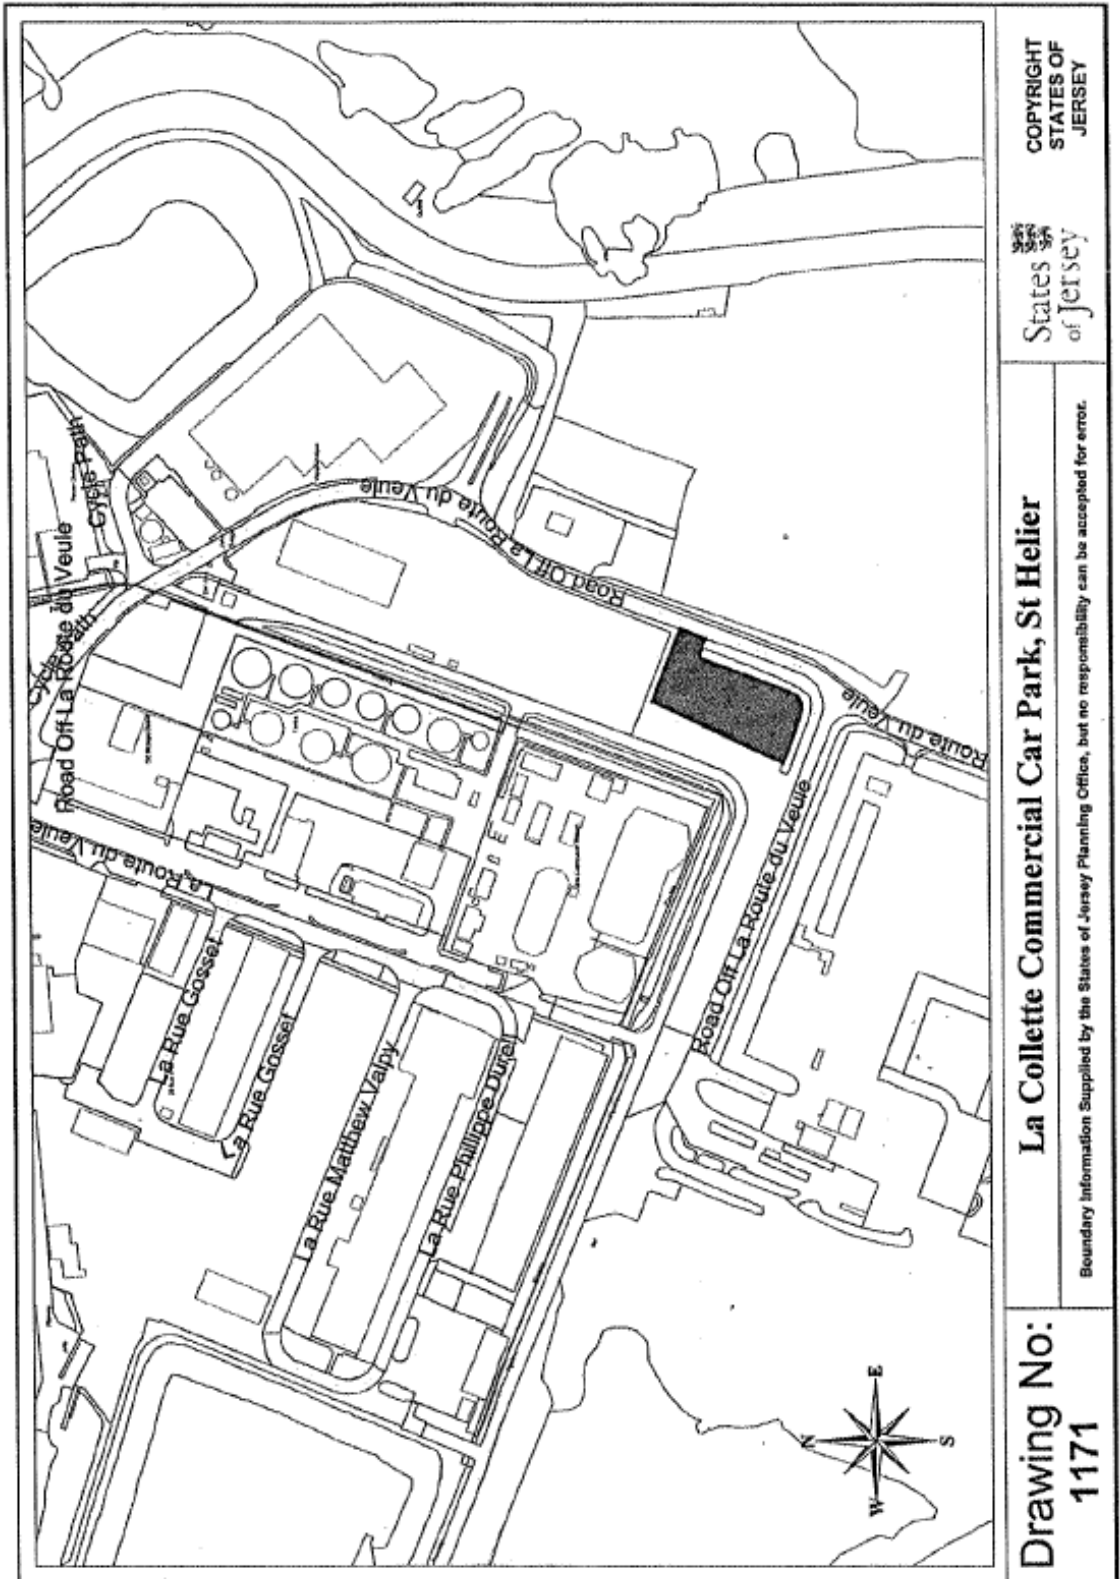 Cycle Path
Road Off La Route du Veule
Cycle Path
La Route du Veule
La Route du Veule
Road Off La Route du Veule
La Rue Gosset
La Rue Gosset
La Rue Matthew Valpy
La Rue Phillippe Durel
Road Off La Route du Veule
Route du Veule
N
E
S
W
Drawing No:
1171
La Collette Commercial Car Park, St Helier
Boundary Information Supplied by the States of Jersey Planning Office, but no responsibility can be accepted for error.
States
of Jersey
COPYRIGHT
STATES OF
JERSEY